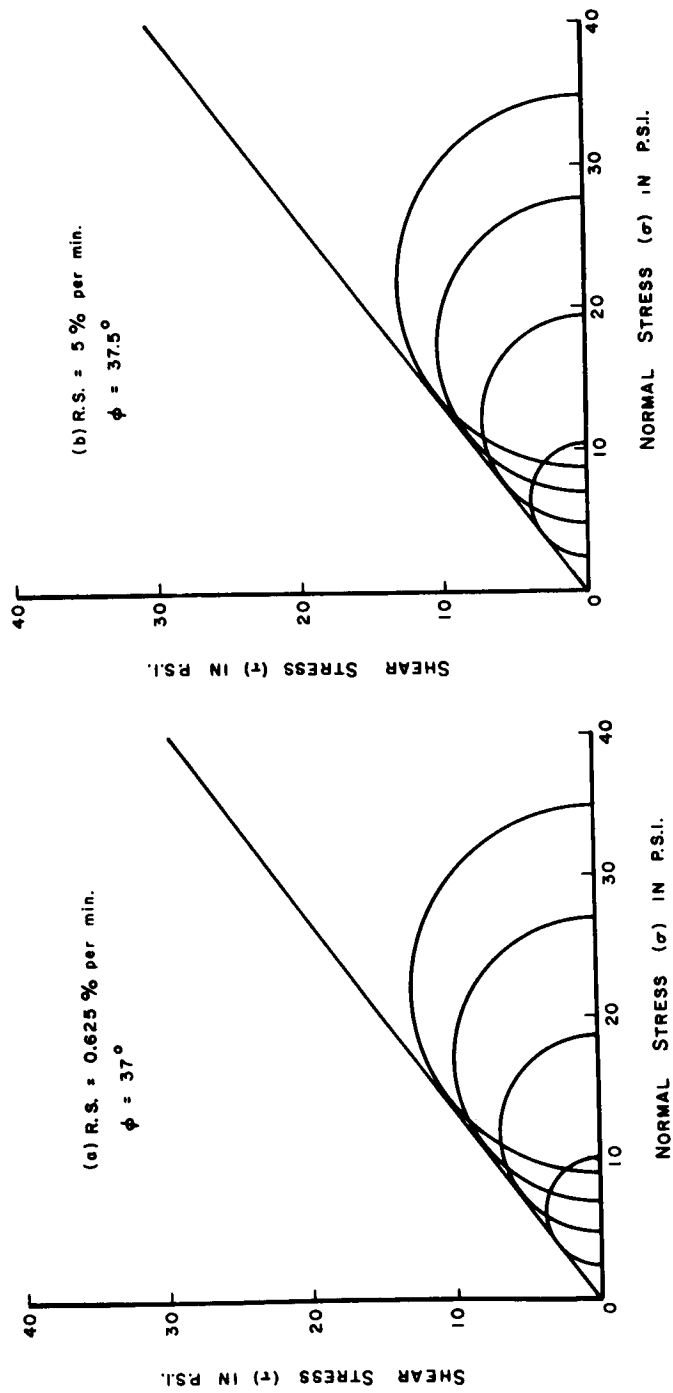 (a) R.S. = 0.625 % per min.
φ = 37°
SHEAR STRESS (τ) IN P.S.I.
40
30
20
10
0
10
20
30
40
NORMAL STRESS (σ) IN P.S.I.
(b) R.S. = 5 % per min.
φ = 37.5°
SHEAR STRESS (τ) IN P.S.I.
40
30
20
10
0
10
20
30
40
NORMAL STRESS (σ) IN P.S.I.